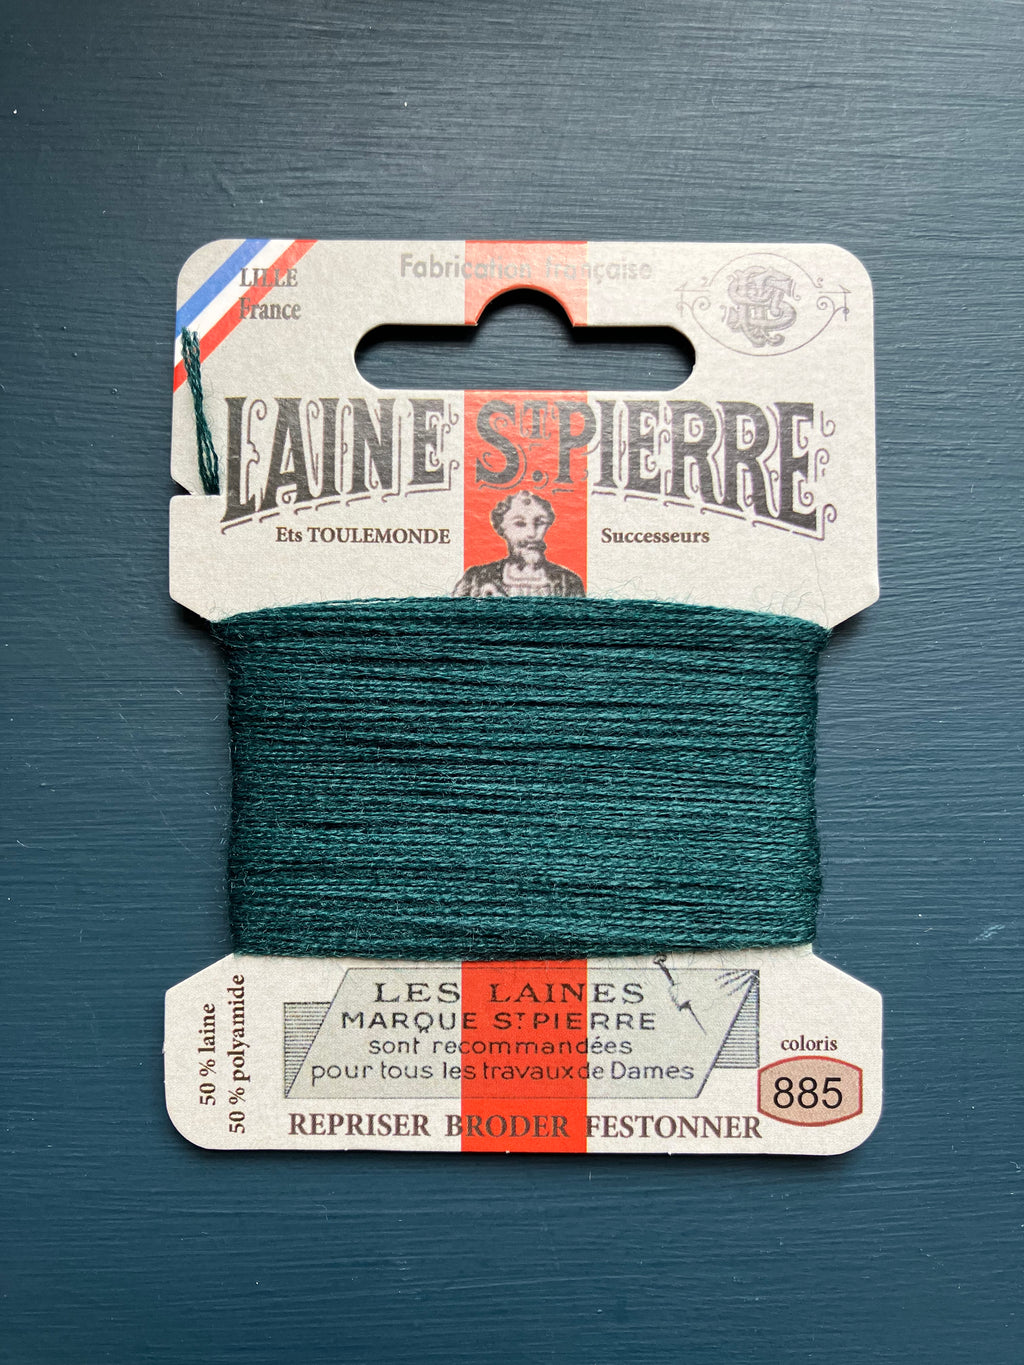 Fabrication française
LILLE
France
LAINE ST. PIERRE
Ets TOULEMONDE
Successeurs
LES LAINES
MARQUE ST PIERRE
sont recommandées
pour tous les travaux de Dames
REPRISER BRODER FESTONNER
50 % laine
50 % polyamide
coloris
885